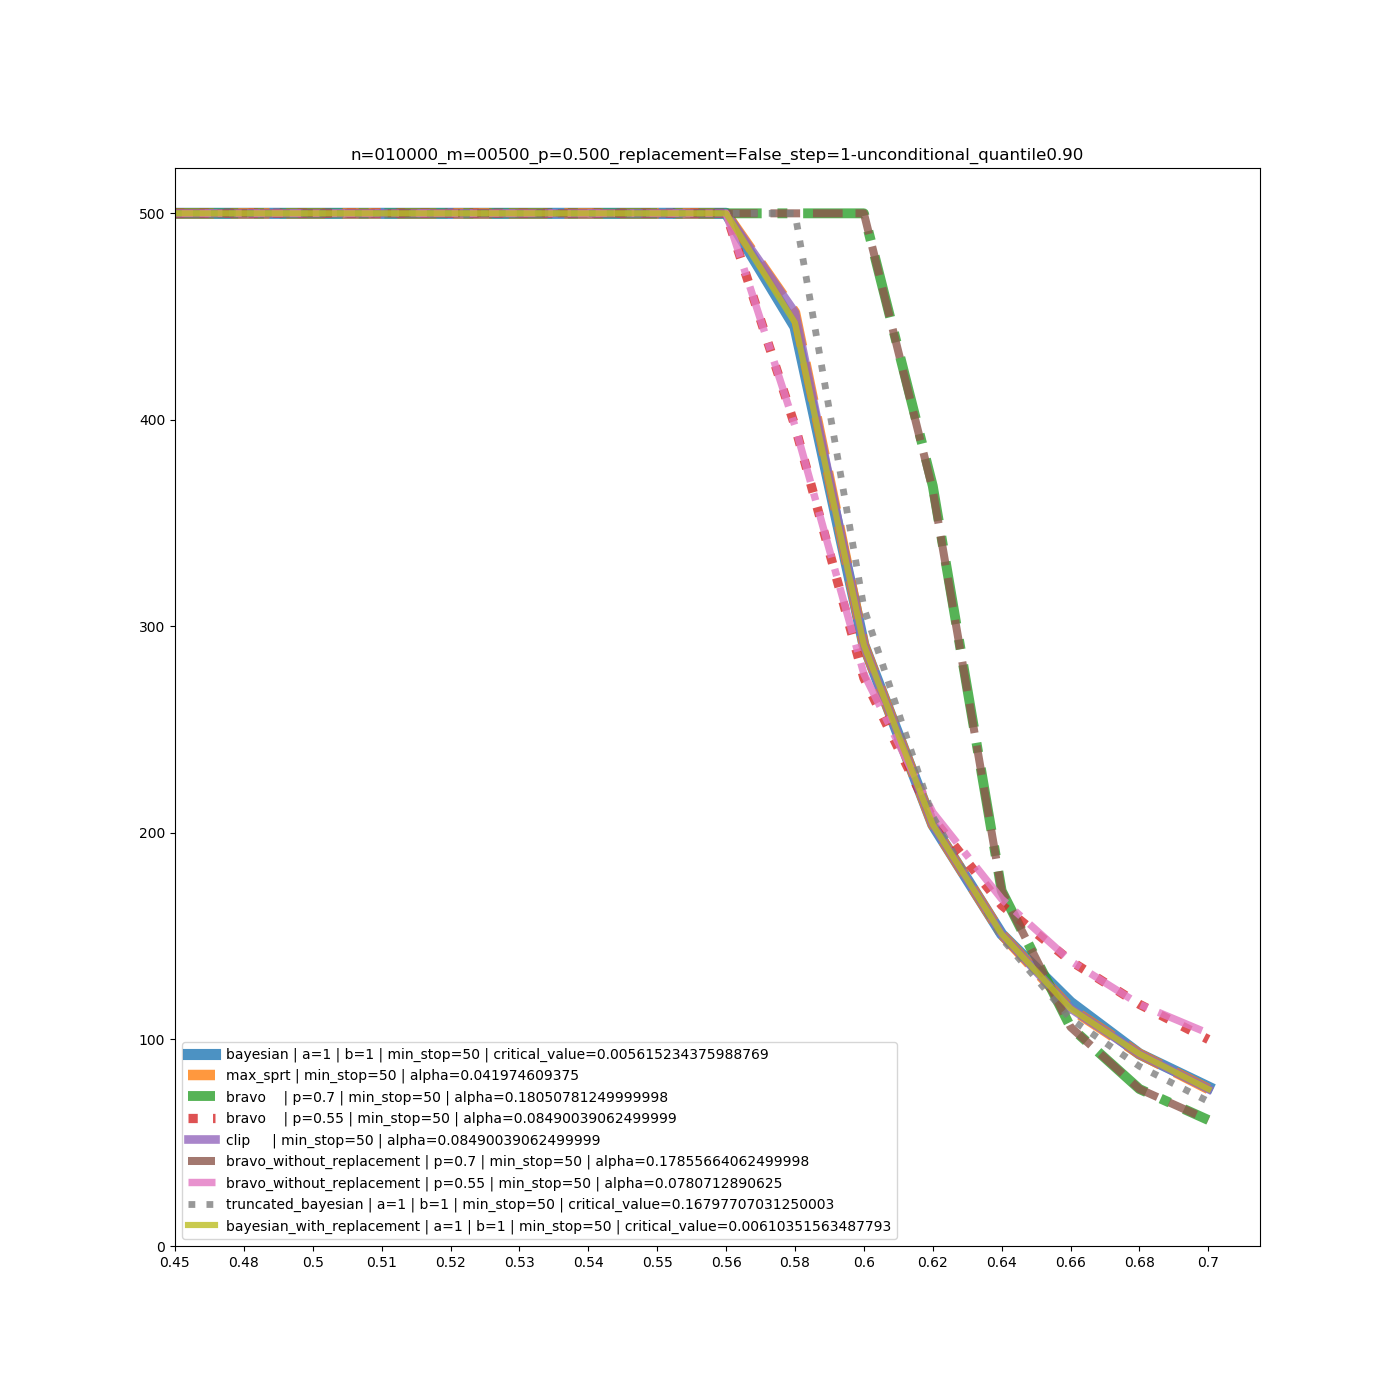 n=010000_m=00500_p=0.500_replacement=False_step=1-unconditional_quantile0.90
500
400
300
200
100
0
bayesian | a=1 | b=1 | min_stop=50 | critical_value=0.005615234375988769
max_sprt | min_stop=50 | alpha=0.041974609375
bravo    | p=0.7 | min_stop=50 | alpha=0.18050781249999998
bravo    | p=0.55 | min_stop=50 | alpha=0.08490039062499999
clip     | min_stop=50 | alpha=0.08490039062499999
bravo_without_replacement | p=0.7 | min_stop=50 | alpha=0.17855664062499998
bravo_without_replacement | p=0.55 | min_stop=50 | alpha=0.0780712890625
truncated_bayesian | a=1 | b=1 | min_stop=50 | critical_value=0.16797707031250003
bayesian_with_replacement | a=1 | b=1 | min_stop=50 | critical_value=0.00610351563487793
0.45 0.48 0.5 0.51 0.52 0.53 0.54 0.55 0.56 0.58 0.6 0.62 0.64 0.66 0.68 0.7